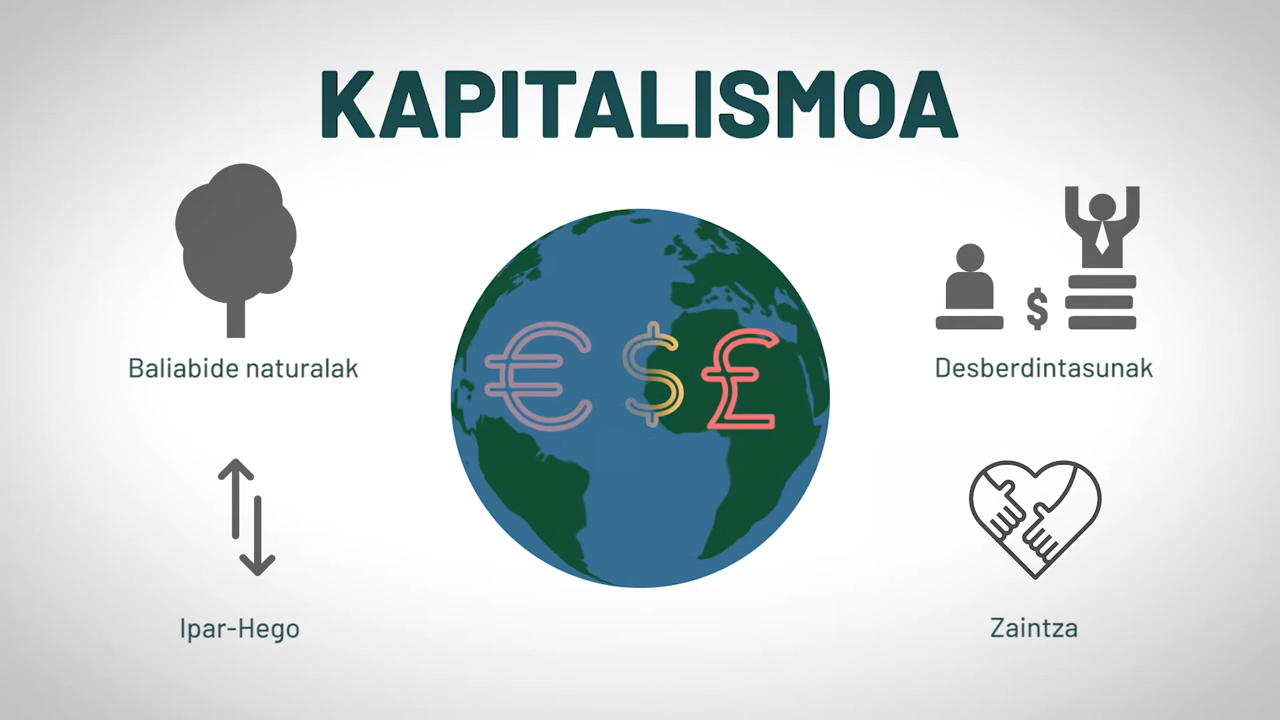 KAPITALISMOA
Baliabide naturalak
$
Desberdintasunak
€ $ £
Ipar-Hego
Zaintza